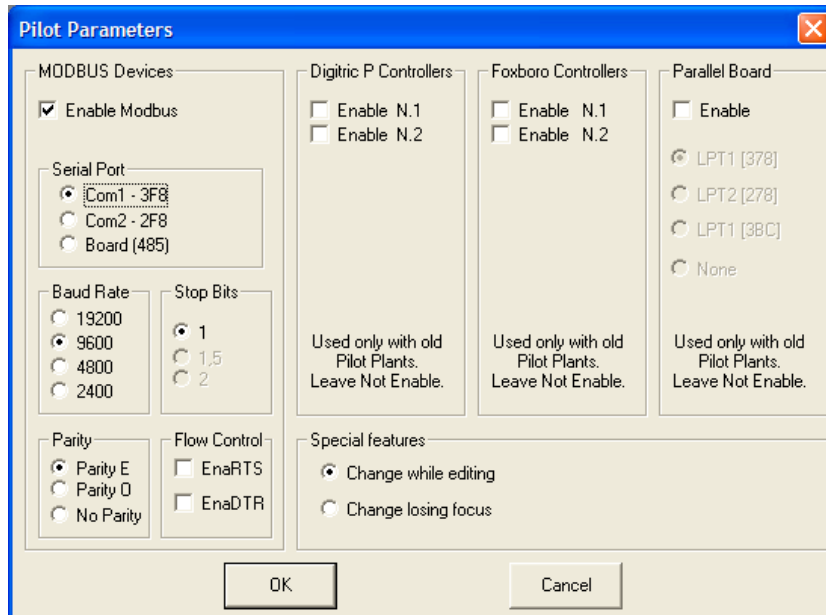 Pilot Parameters
MODBUS Devices
Enable Modbus
Serial Port
Com1 - 3F8
Com2 - 2F8
Board (485)
Baud Rate
19200
9600
4800
2400
Stop Bits
1
1,5
2
Parity
Parity E
Parity O
No Parity
Flow Control
EnaRTS
EnaDTR
Digitric P Controllers
Enable N.1
Enable N.2
Used only with old
Pilot Plants.
Leave Not Enable.
Foxboro Controllers
Enable N.1
Enable N.2
Used only with old
Pilot Plants.
Leave Not Enable.
Parallel Board
Enable
LPT1 [378]
LPT2 [278]
LPT1 [3BC]
None
Used only with old
Pilot Plants.
Leave Not Enable.
Special features
Change while editing
Change losing focus
OK
Cancel